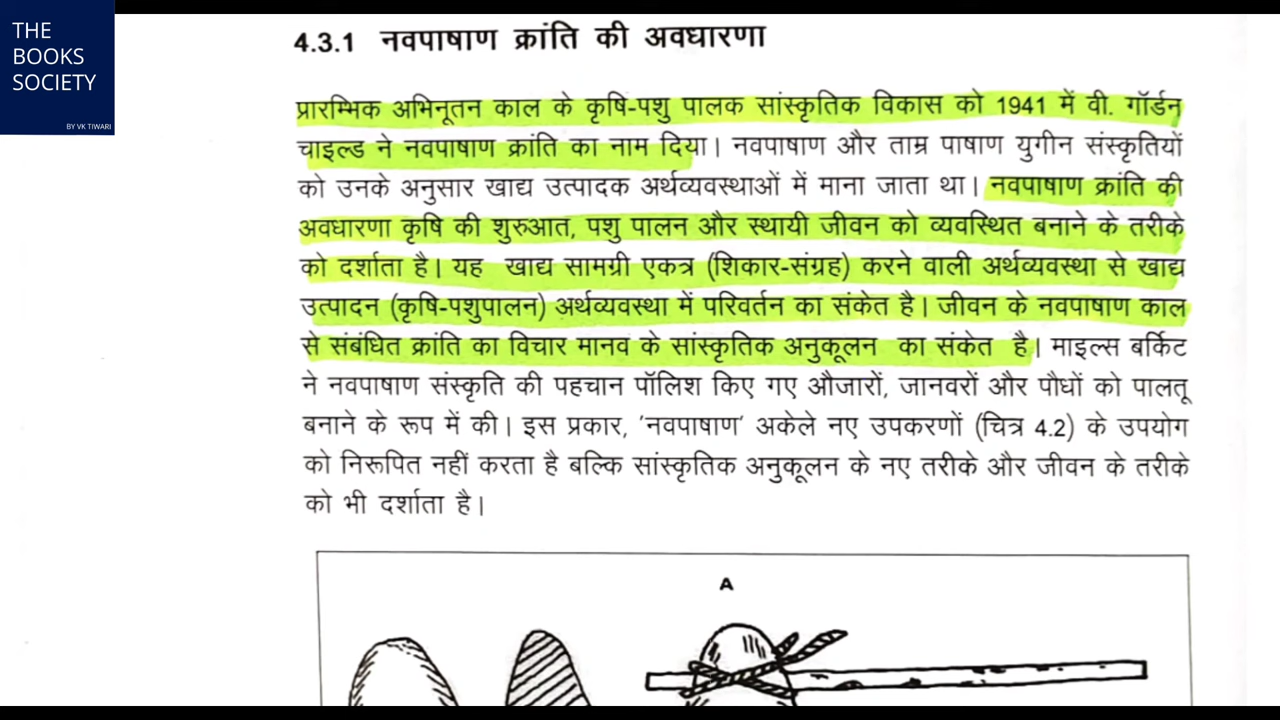 THE
BOOKS
SOCIETY
BY VK TIWARI
4.3.1 नवपाषाण क्रांति की अवधारणा
प्रारम्भिक अभिनूतन काल के कृषि-पशु पालक सांस्कृतिक विकास को 1941 में वी. गॉर्डन
चाइल्ड ने नवपाषाण क्रांति का नाम दिया। नवपाषाण और ताम्र पाषाण युगीन संस्कृतियों
को उनके अनुसार खाद्य उत्पादक अर्थव्यवस्थाओं में माना जाता था। नवपाषाण क्रांति की
अवधारणा कृषि की शुरुआत, पशु पालन और स्थायी जीवन को व्यवस्थित बनाने के तरीके
को दर्शाता है। यह खाद्य सामग्री एकत्र (शिकार-संग्रह) करने वाली अर्थव्यवस्था से खाद्य
उत्पादन (कृषि-पशुपालन) अर्थव्यवस्था में परिवर्तन का संकेत है। जीवन के नवपाषाण काल
से संबंधित क्रांति का विचार मानव के सांस्कृतिक अनुकूलन का संकेत है। माइल्स बर्किट
ने नवपाषाण संस्कृति की पहचान पॉलिश किए गए औजारों, जानवरों और पौधों को पालतू
बनाने के रूप में की। इस प्रकार, 'नवपाषाण' अकेले नए उपकरणों (चित्र 4.2) के उपयोग
को निरूपित नहीं करता है बल्कि सांस्कृतिक अनुकूलन के नए तरीके और जीवन के तरीके
को भी दर्शाता है।
A